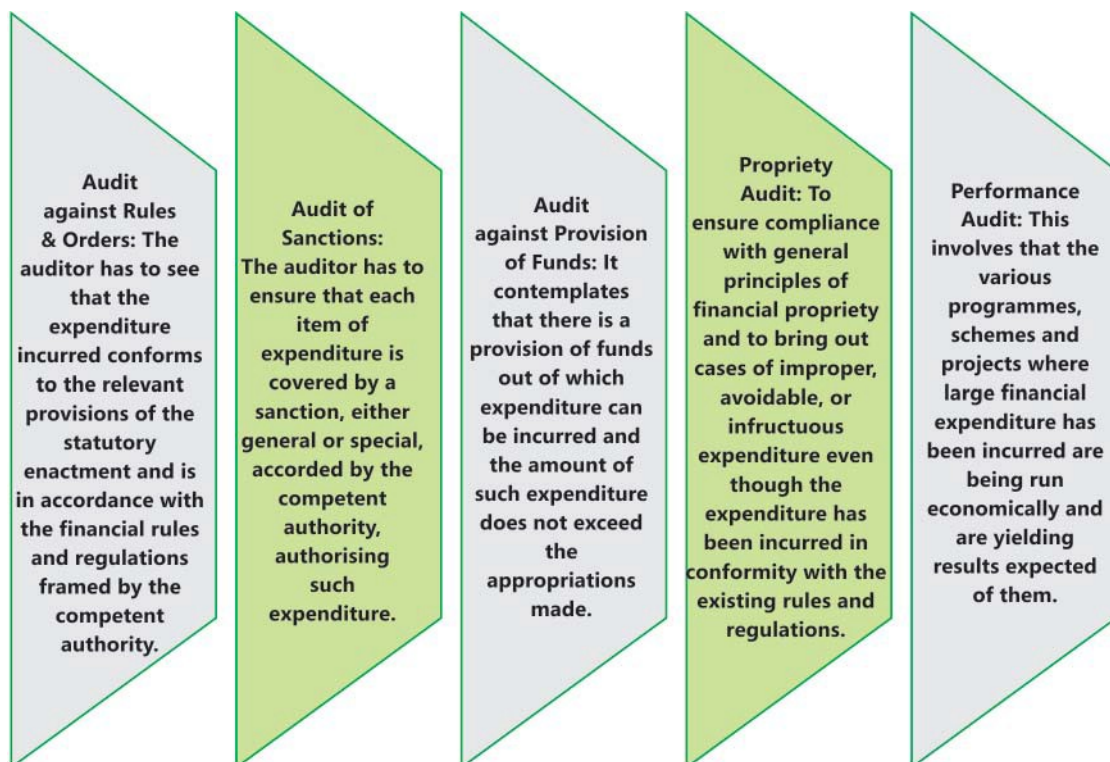 Audit
against Rules
& Orders: The
auditor has to see
that the
expenditure
incurred conforms
to the relevant
provisions of the
statutory
enactment and is
in accordance with
the financial rules
and regulations
framed by the
competent
authority.
Audit of
Sanctions:
The auditor has to
ensure that each
item of
expenditure is
covered by a
sanction, either
general or special,
accorded by the
competent
authority,
authorising
such
expenditure.
Audit
against Provision
of Funds: It
contemplates
that there is a
provision of funds
out of which
expenditure can
be incurred and
the amount of
such expenditure
does not exceed
the
appropriations
made.
Propriety
Audit: To
ensure compliance
with general
principles of
financial propriety
and to bring out
cases of improper,
avoidable, or
infructuous
expenditure even
though the
expenditure has
been incurred in
conformity with the
existing rules and
regulations.
Performance
Audit: This
involves that the
various
programmes,
schemes and
projects where
large financial
expenditure has
been incurred are
being run
economically and
are yielding
results expected
of them.